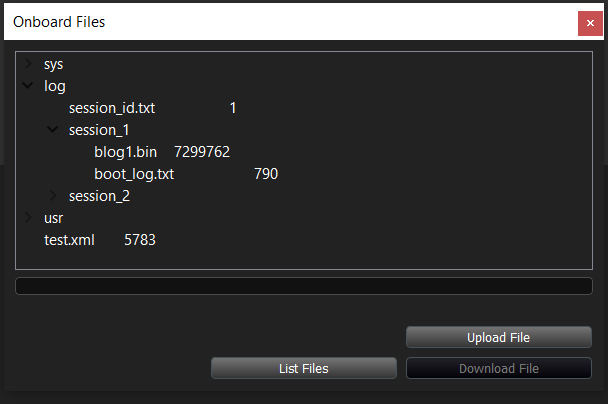 Onboard Files
sys
log
session_id.txt 1
session_1
blog1.bin 7299762
boot_log.txt 790
session_2
usr
test.xml 5783
Upload File
List Files Download File